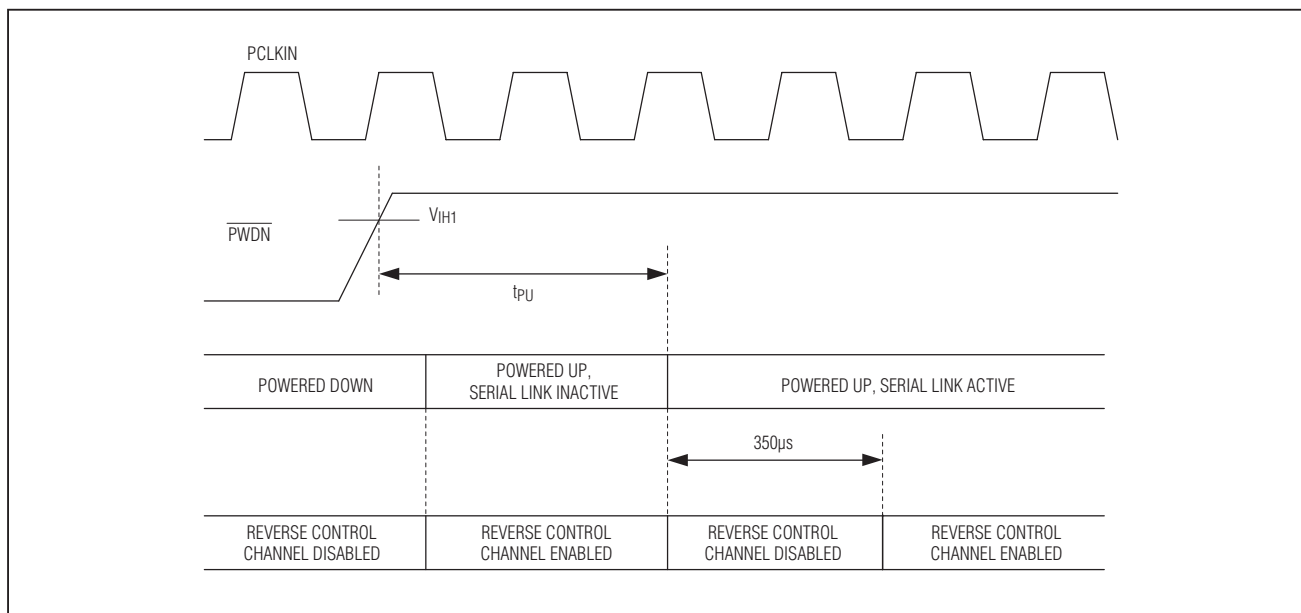 PCLKIN
PWDN
VIH1
tPU
POWERED DOWN
POWERED UP,
SERIAL LINK INACTIVE
POWERED UP, SERIAL LINK ACTIVE
350µs
REVERSE CONTROL
CHANNEL DISABLED
REVERSE CONTROL
CHANNEL ENABLED
REVERSE CONTROL
CHANNEL DISABLED
REVERSE CONTROL
CHANNEL ENABLED